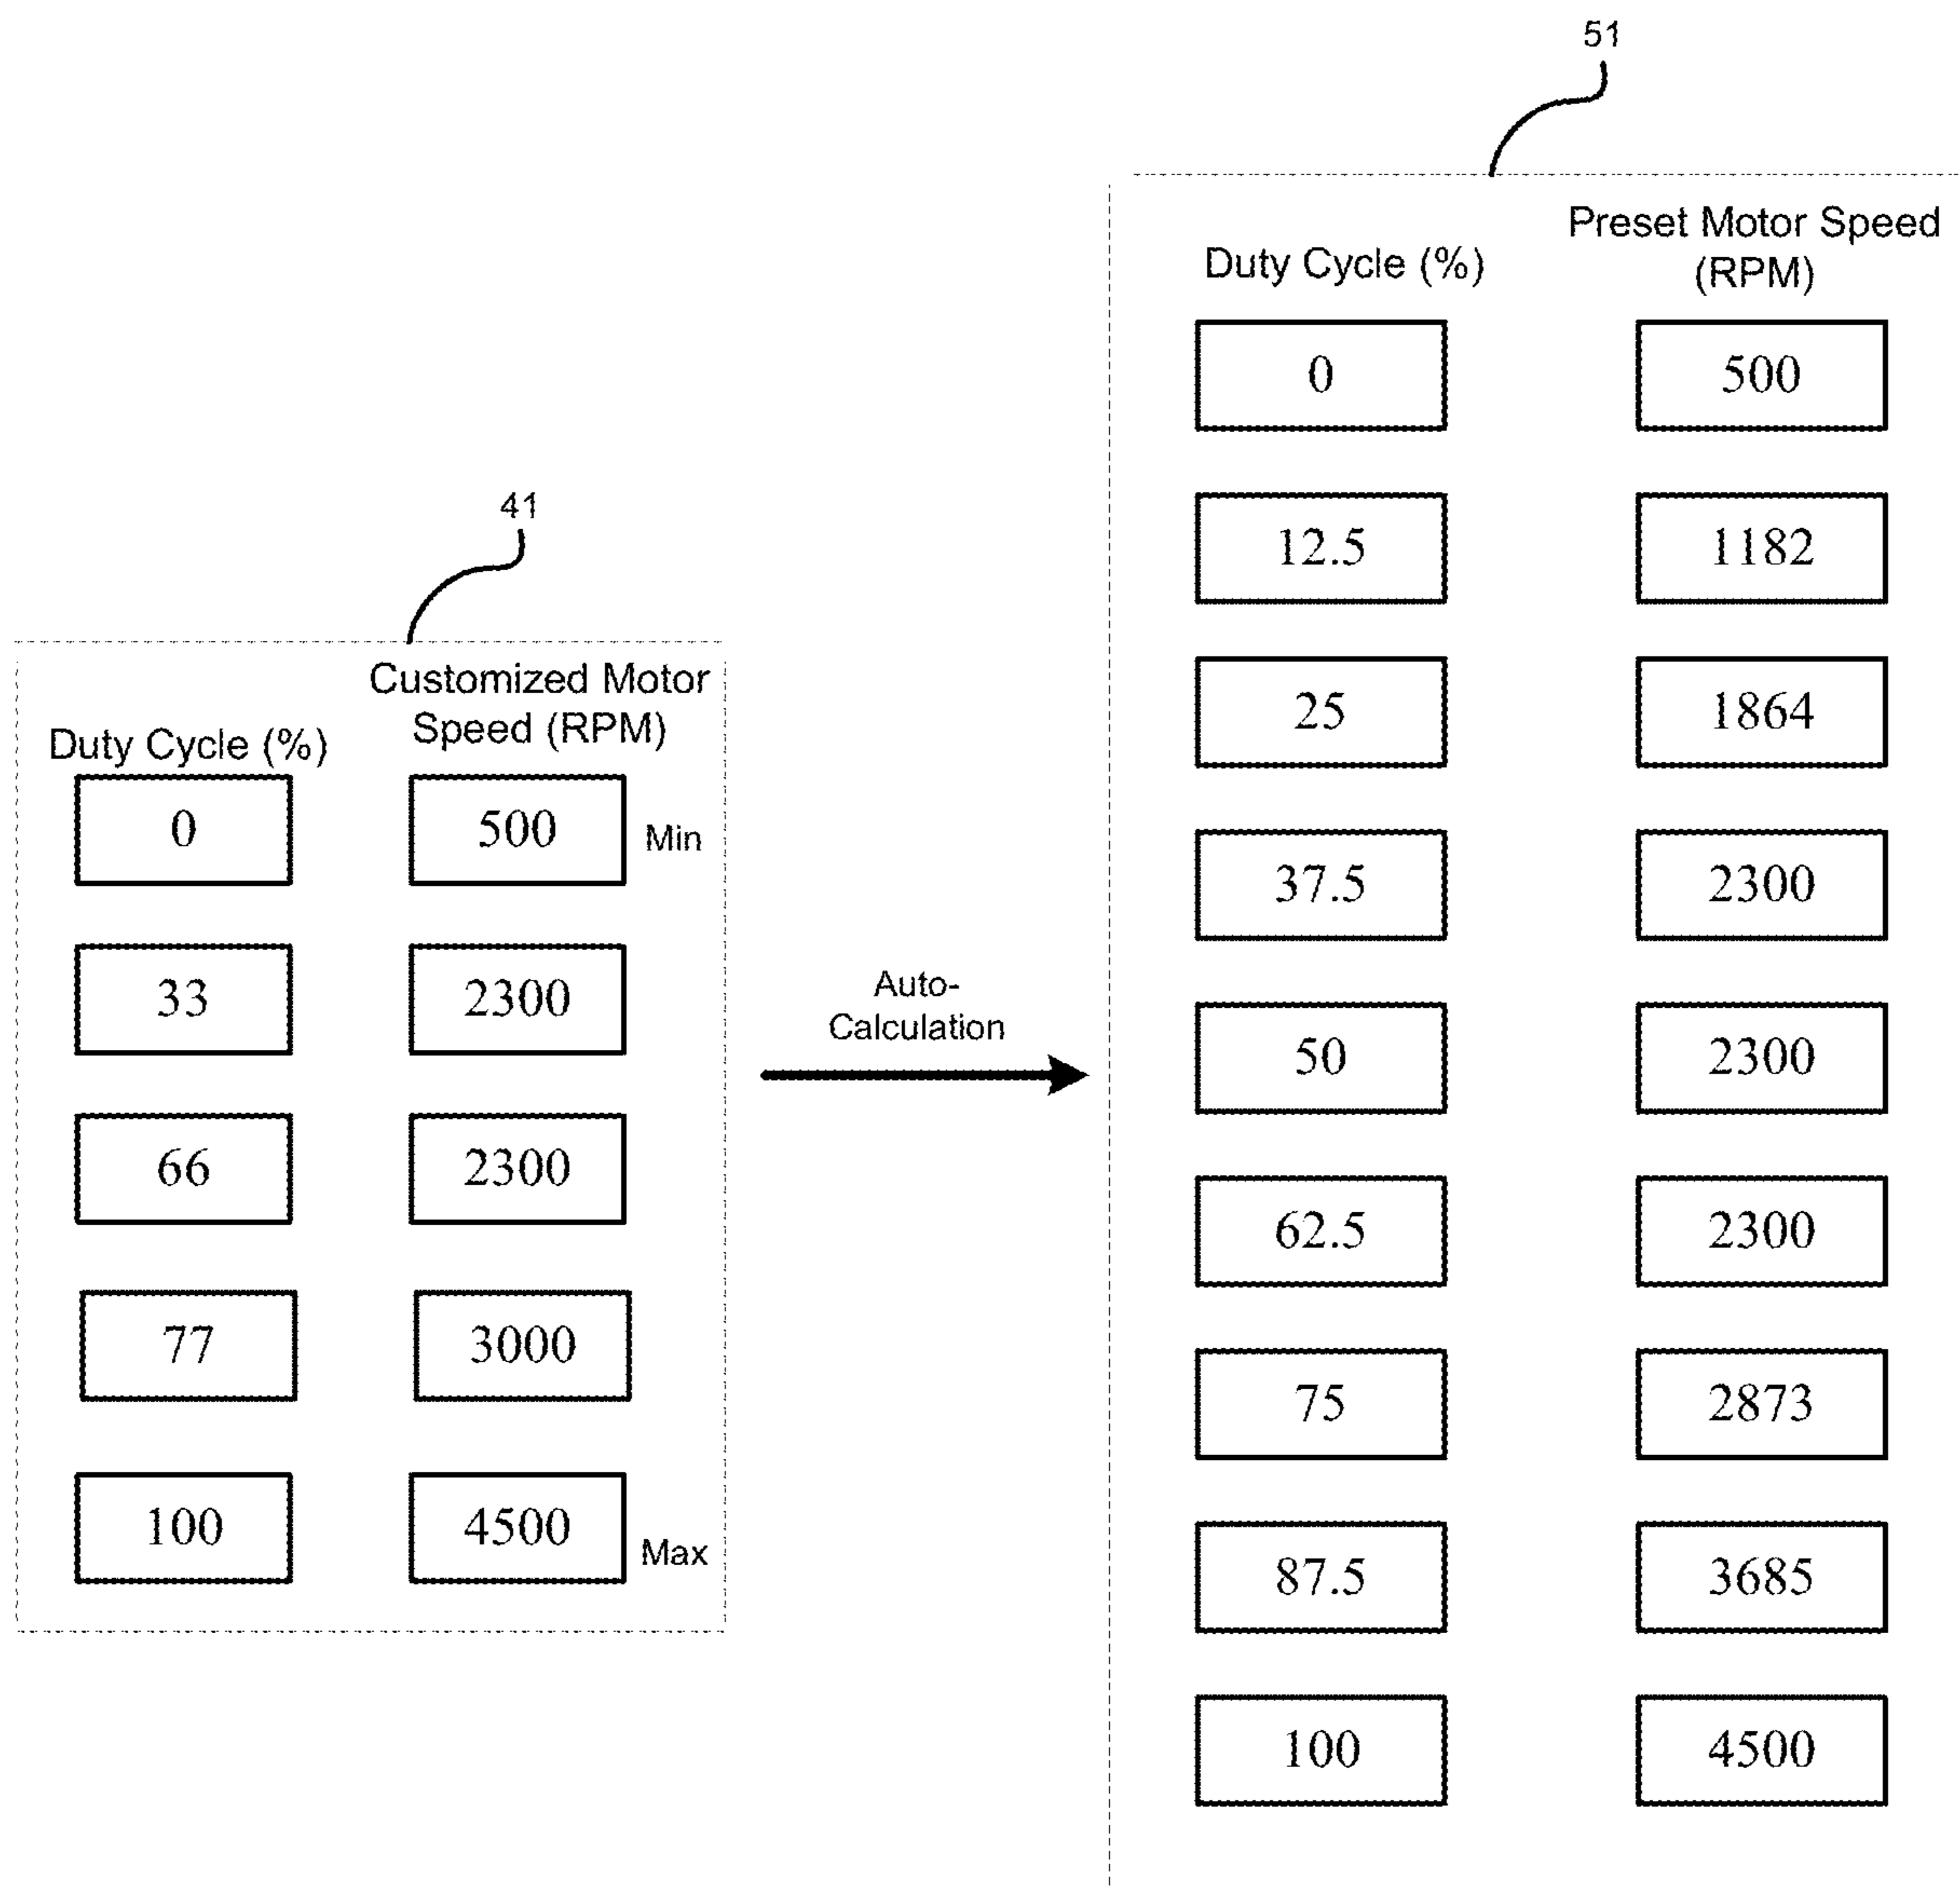 51
Preset Motor Speed
(RPM)
Duty Cycle (%)
0 500
12.5 1182
25 1864
37.5 2300
50 2300
62.5 2300
75 2873
87.5 3685
100 4500
41
Customized Motor
Speed (RPM)
Duty Cycle (%)
0 500 Min
33 2300
66 2300
77 3000
100 4500 Max
Auto-
Calculation